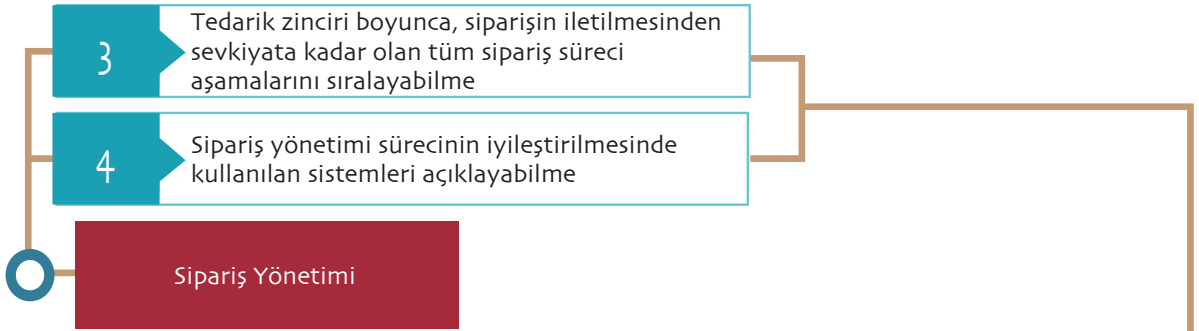 3
Tedarik zinciri boyunca, siparişin iletilmesinden
sevkiyata kadar olan tüm sipariş süreci
aşamalarını sıralayabilme
4
Sipariş yönetimi sürecinin iyileştirilmesinde
kullanılan sistemleri açıklayabilme
Sipariş Yönetimi